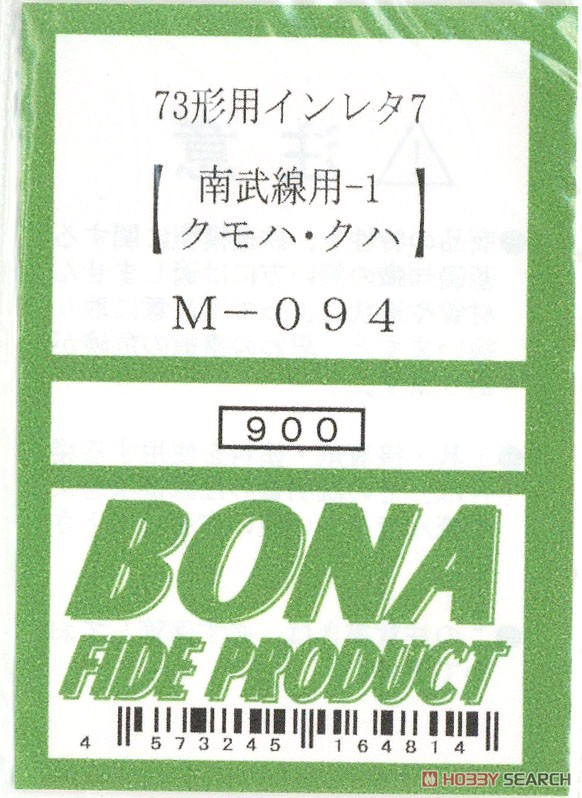 73形用インレタ7
【南武線用-1
クモハ・クハ】
M－０９４
９００
BONA
FIDE PRODUCT
4 573245 164814
HOBBY SEARCH